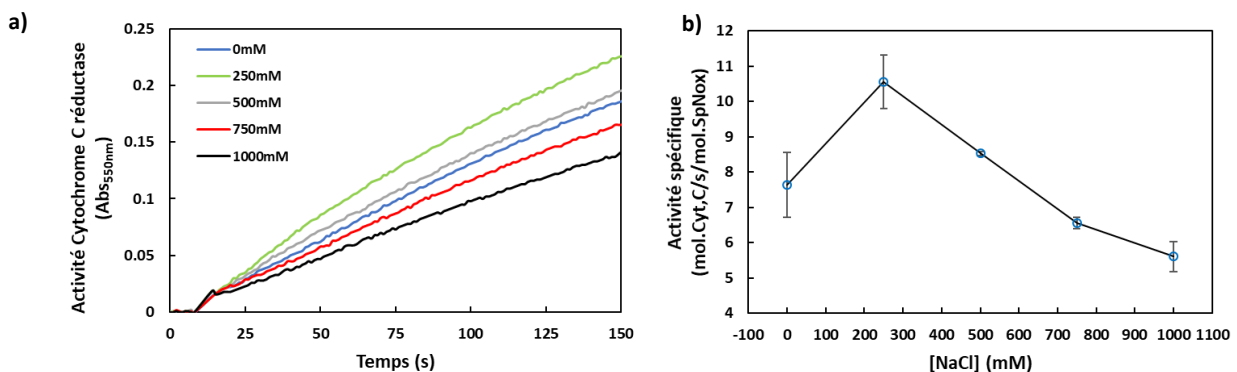 a)
Activité Cytochrome C réductase
(Abs550nm)
0.25
0.2
0.15
0.1
0.05
0
0mM
250mM
500mM
750mM
1000mM
0 25 50 75 100 125 150
Temps (s)
b)
Activité spécifique
(mol.Cyt,C/s/mol.SpNox)
12
11
10
9
8
7
6
5
4
-100 0 100 200 300 400 500 600 700 800 900 1000 1100
[NaCl] (mM)